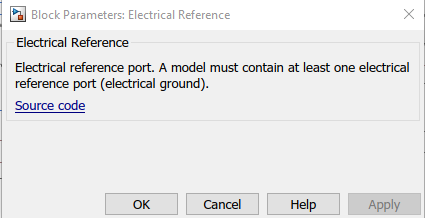 Block Parameters: Electrical Reference
Electrical Reference
Electrical reference port. A model must contain at least one electrical
reference port (electrical ground).
Source code
OK Cancel Help Apply